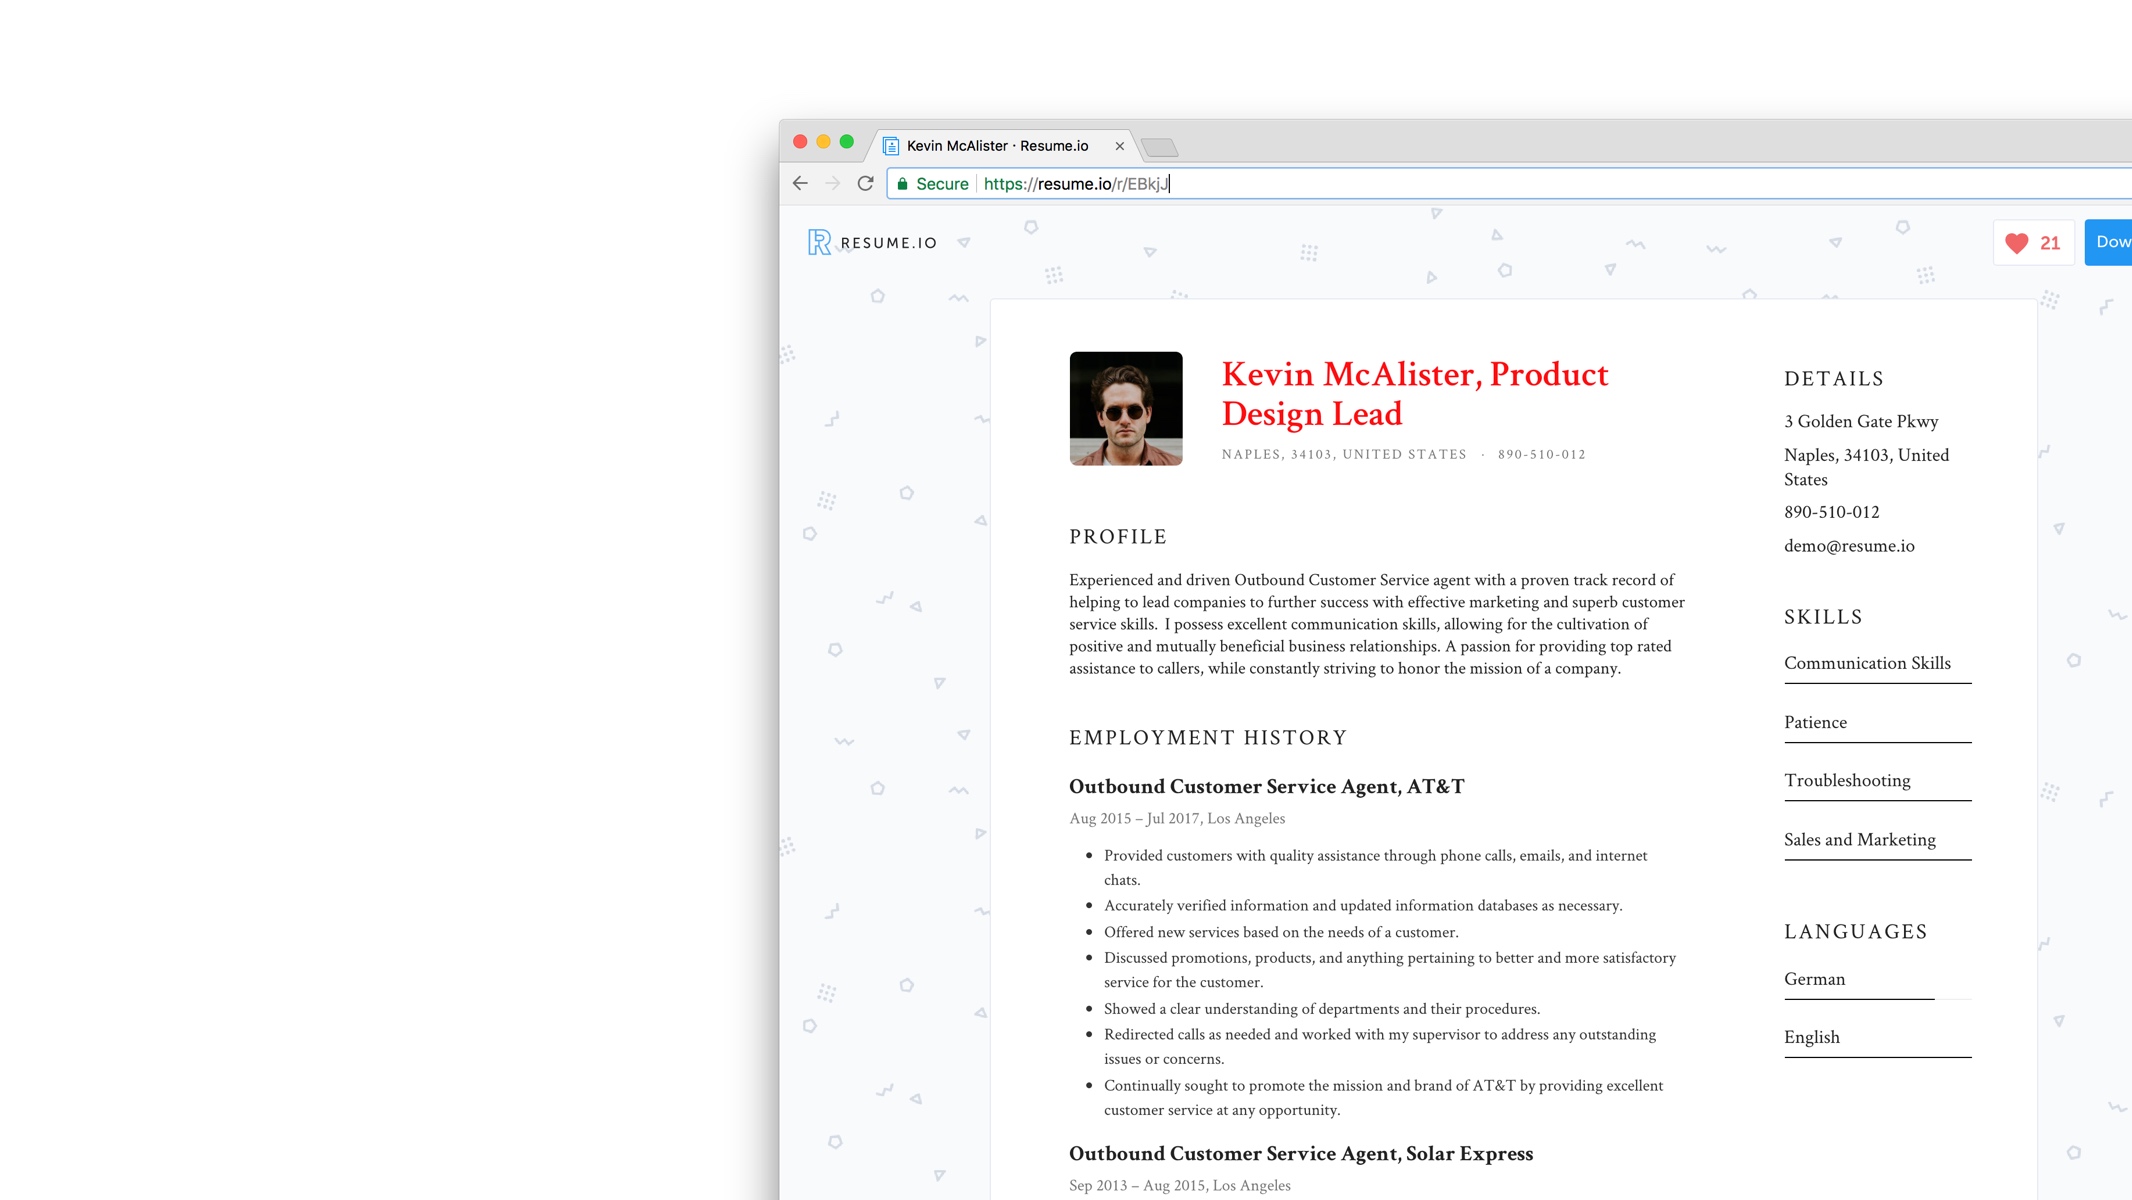 Kevin McAlister · Resume.io
Secure https://resume.io/r/EBkjJ
RESUME.IO
21
Dow
Kevin McAlister, Product
Design Lead
NAPLES, 34103, UNITED STATES · 890-510-012
PROFILE
Experienced and driven Outbound Customer Service agent with a proven track record of
helping to lead companies to further success with effective marketing and superb customer
service skills. I possess excellent communication skills, allowing for the cultivation of
positive and mutually beneficial business relationships. A passion for providing top rated
assistance to callers, while constantly striving to honor the mission of a company.
EMPLOYMENT HISTORY
Outbound Customer Service Agent, AT&T
Aug 2015 – Jul 2017, Los Angeles
• Provided customers with quality assistance through phone calls, emails, and internet
chats.
• Accurately verified information and updated information databases as necessary.
• Offered new services based on the needs of a customer.
• Discussed promotions, products, and anything pertaining to better and more satisfactory
service for the customer.
• Showed a clear understanding of departments and their procedures.
• Redirected calls as needed and worked with my supervisor to address any outstanding
issues or concerns.
• Continually sought to promote the mission and brand of AT&T by providing excellent
customer service at any opportunity.
Outbound Customer Service Agent, Solar Express
Sep 2013 – Aug 2015, Los Angeles
DETAILS
3 Golden Gate Pkwy
Naples, 34103, United
States
890-510-012
demo@resume.io
SKILLS
Communication Skills
Patience
Troubleshooting
Sales and Marketing
LANGUAGES
German
English